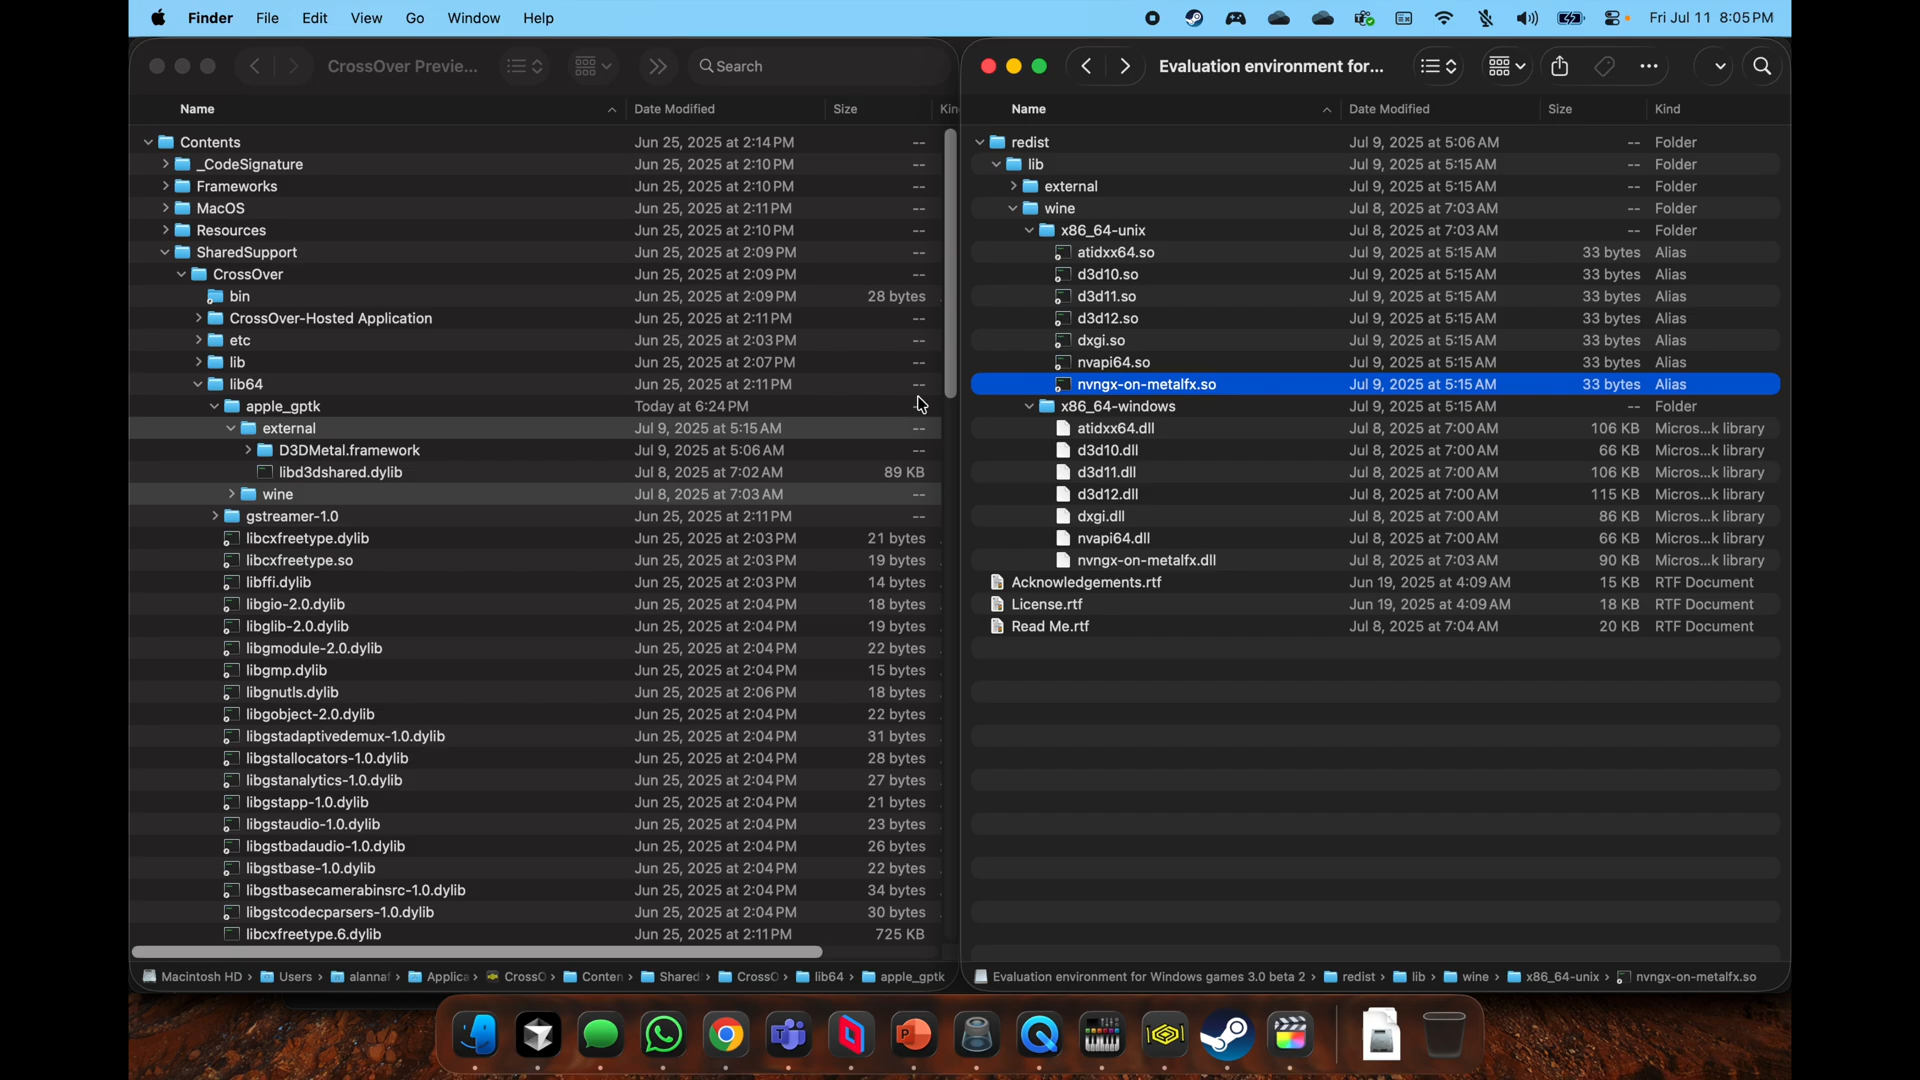 Finder File Edit View Go Window Help Fri Jul 11 8:05 PM
CrossOver Previe... Search
Name Date Modified Size Kin
Contents Jun 25, 2025 at 2:14 PM --
_CodeSignature Jun 25, 2025 at 2:10 PM --
Frameworks Jun 25, 2025 at 2:10 PM --
MacOS Jun 25, 2025 at 2:11 PM --
Resources Jun 25, 2025 at 2:10 PM --
SharedSupport Jun 25, 2025 at 2:09 PM --
CrossOver Jun 25, 2025 at 2:09 PM --
bin Jun 25, 2025 at 2:09 PM 28 bytes
CrossOver-Hosted Application Jun 25, 2025 at 2:11 PM --
etc Jun 25, 2025 at 2:03 PM --
lib Jun 25, 2025 at 2:07 PM --
lib64 Jun 25, 2025 at 2:11 PM --
apple_gptk Today at 6:24 PM
external Jul 9, 2025 at 5:15 AM --
D3DMetal.framework Jul 9, 2025 at 5:06 AM --
libd3dshared.dylib Jul 8, 2025 at 7:02 AM 89 KB
wine Jul 8, 2025 at 7:03 AM --
gstreamer-1.0 Jun 25, 2025 at 2:11 PM --
libcxfreetype.dylib Jun 25, 2025 at 2:03 PM 21 bytes
libcxfreetype.so Jun 25, 2025 at 2:03 PM 19 bytes
libffi.dylib Jun 25, 2025 at 2:03 PM 14 bytes
libgio-2.0.dylib Jun 25, 2025 at 2:04 PM 18 bytes
libglib-2.0.dylib Jun 25, 2025 at 2:04 PM 19 bytes
libgmodule-2.0.dylib Jun 25, 2025 at 2:04 PM 22 bytes
libgmp.dylib Jun 25, 2025 at 2:04 PM 15 bytes
libgnutls.dylib Jun 25, 2025 at 2:06 PM 18 bytes
libgobject-2.0.dylib Jun 25, 2025 at 2:04 PM 22 bytes
libgstadaptivedemux-1.0.dylib Jun 25, 2025 at 2:04 PM 31 bytes
libgstallocators-1.0.dylib Jun 25, 2025 at 2:04 PM 28 bytes
libgstanalytics-1.0.dylib Jun 25, 2025 at 2:04 PM 27 bytes
libgstapp-1.0.dylib Jun 25, 2025 at 2:04 PM 21 bytes
libgstaudio-1.0.dylib Jun 25, 2025 at 2:04 PM 23 bytes
libgstbadaudio-1.0.dylib Jun 25, 2025 at 2:04 PM 26 bytes
libgstbase-1.0.dylib Jun 25, 2025 at 2:04 PM 22 bytes
libgstbasecamerabinsrc-1.0.dylib Jun 25, 2025 at 2:04 PM 34 bytes
libgstcodecparsers-1.0.dylib Jun 25, 2025 at 2:04 PM 30 bytes
libcxfreetype.6.dylib Jun 25, 2025 at 2:11 PM 725 KB
Macintosh HD › Users › alannaf › Applica › CrossO › Conten › Shared › CrossO › lib64 › apple_gptk
Evaluation environment for...
Name Date Modified Size Kind
redist Jul 9, 2025 at 5:06 AM -- Folder
lib Jul 9, 2025 at 5:15 AM -- Folder
external Jul 9, 2025 at 5:15 AM -- Folder
wine Jul 8, 2025 at 7:03 AM -- Folder
x86_64-unix Jul 8, 2025 at 7:03 AM -- Folder
atidxx64.so Jul 9, 2025 at 5:15 AM 33 bytes Alias
d3d10.so Jul 9, 2025 at 5:15 AM 33 bytes Alias
d3d11.so Jul 9, 2025 at 5:15 AM 33 bytes Alias
d3d12.so Jul 9, 2025 at 5:15 AM 33 bytes Alias
dxgi.so Jul 9, 2025 at 5:15 AM 33 bytes Alias
nvapi64.so Jul 9, 2025 at 5:15 AM 33 bytes Alias
nvngx-on-metalfx.so Jul 9, 2025 at 5:15 AM 33 bytes Alias
x86_64-windows Jul 9, 2025 at 5:15 AM -- Folder
atidxx64.dll Jul 8, 2025 at 7:00 AM 106 KB Micros...k library
d3d10.dll Jul 8, 2025 at 7:00 AM 66 KB Micros...k library
d3d11.dll Jul 8, 2025 at 7:00 AM 106 KB Micros...k library
d3d12.dll Jul 8, 2025 at 7:00 AM 115 KB Micros...k library
dxgi.dll Jul 8, 2025 at 7:00 AM 86 KB Micros...k library
nvapi64.dll Jul 8, 2025 at 7:00 AM 66 KB Micros...k library
nvngx-on-metalfx.dll Jul 8, 2025 at 7:03 AM 90 KB Micros...k library
Acknowledgements.rtf Jun 19, 2025 at 4:09 AM 15 KB RTF Document
License.rtf Jun 19, 2025 at 4:09 AM 18 KB RTF Document
Read Me.rtf Jul 8, 2025 at 7:04 AM 20 KB RTF Document
Evaluation environment for Windows games 3.0 beta 2 › redist › lib › wine › x86_64-unix › nvngx-on-metalfx.so